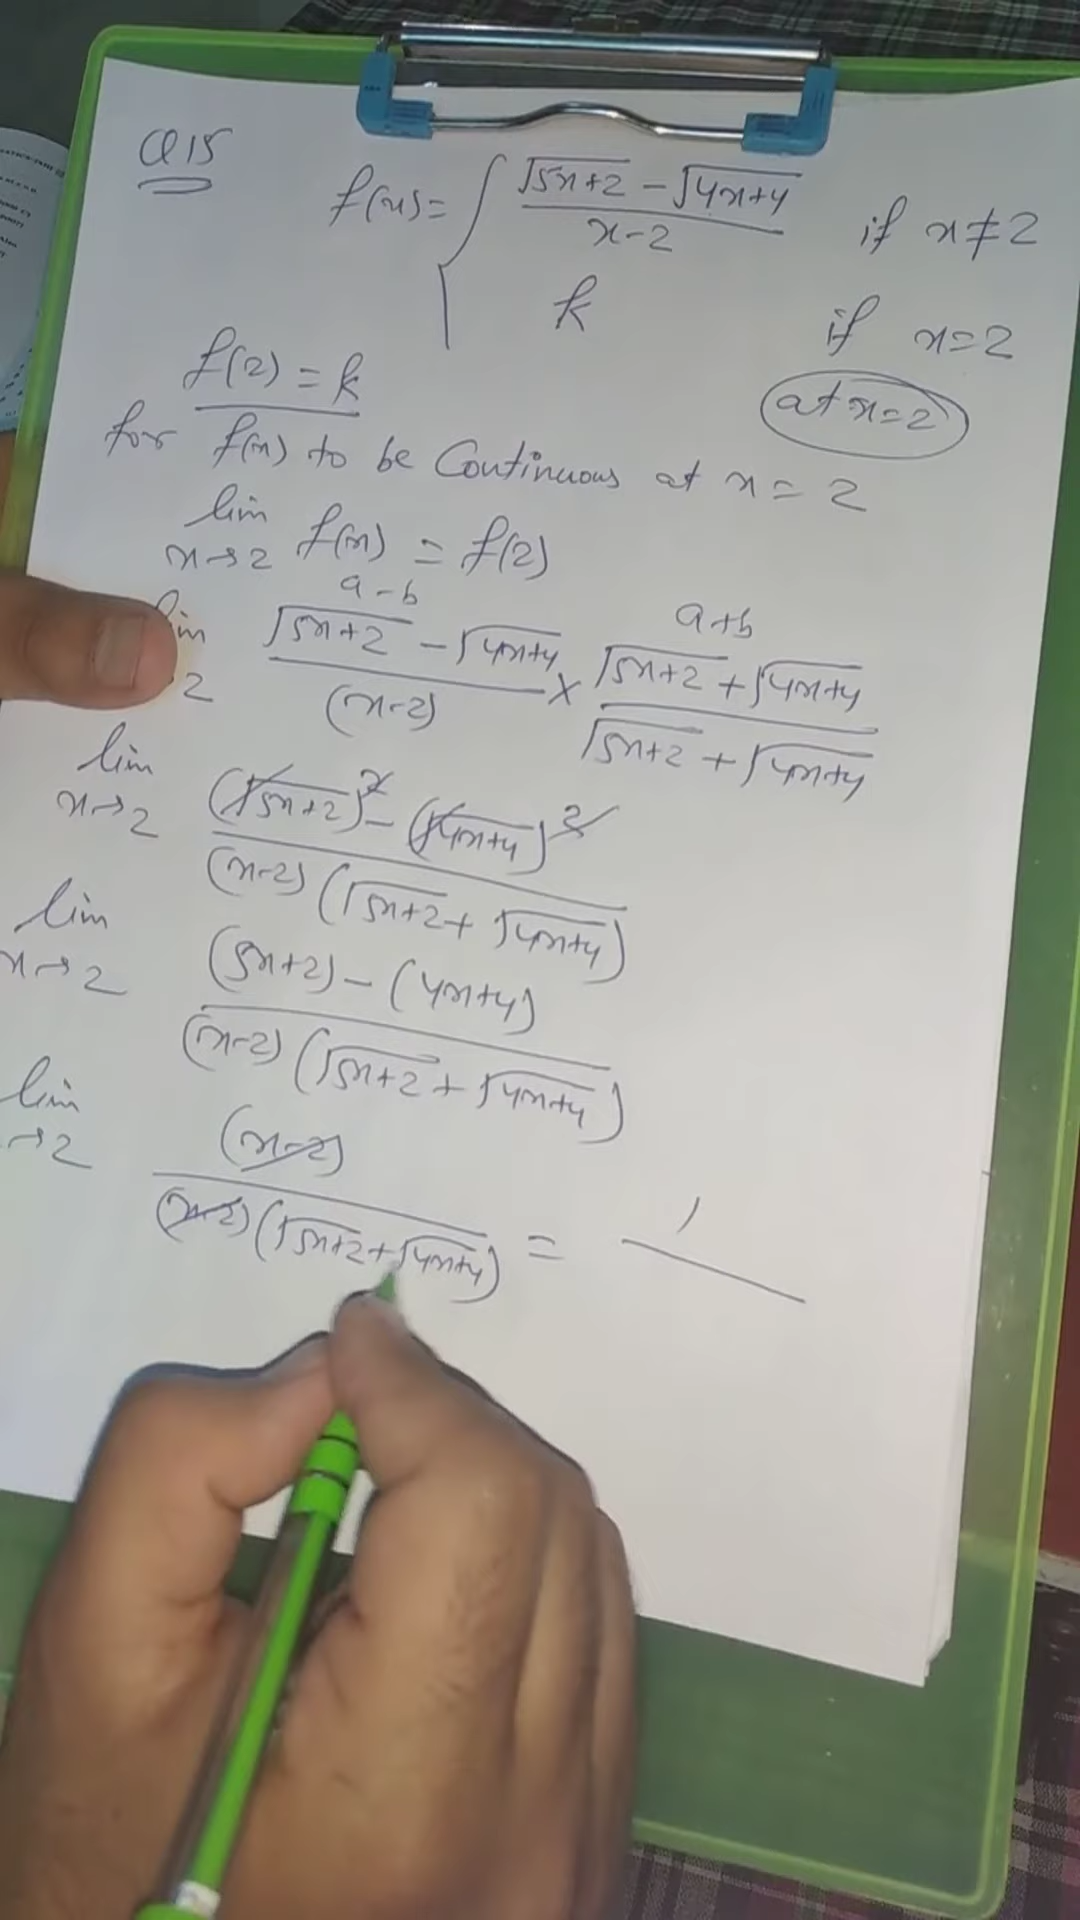 Q15
f(x) = { (√5x+2 − √4x+4) / (x-2) if x ≠ 2
k if x = 2
f(2) = k
at x = 2
for f(x) to be Continuous at x = 2
lim x→2 f(x) = f(2)
a - b a+b
lim →2 (√5x+2 − √4x+4) / (x-2) × (√5x+2 + √4x+4) / (√5x+2 + √4x+4)
lim x→2 ((√5x+2)² − (√4x+4)²) / ((x-2)(√5x+2 + √4x+4))
lim x→2 ((5x+2) − (4x+4)) / ((x-2)(√5x+2 + √4x+4))
lim →2 (x-2) / ((x-2)(√5x+2 + √4x+4)) = 1 /